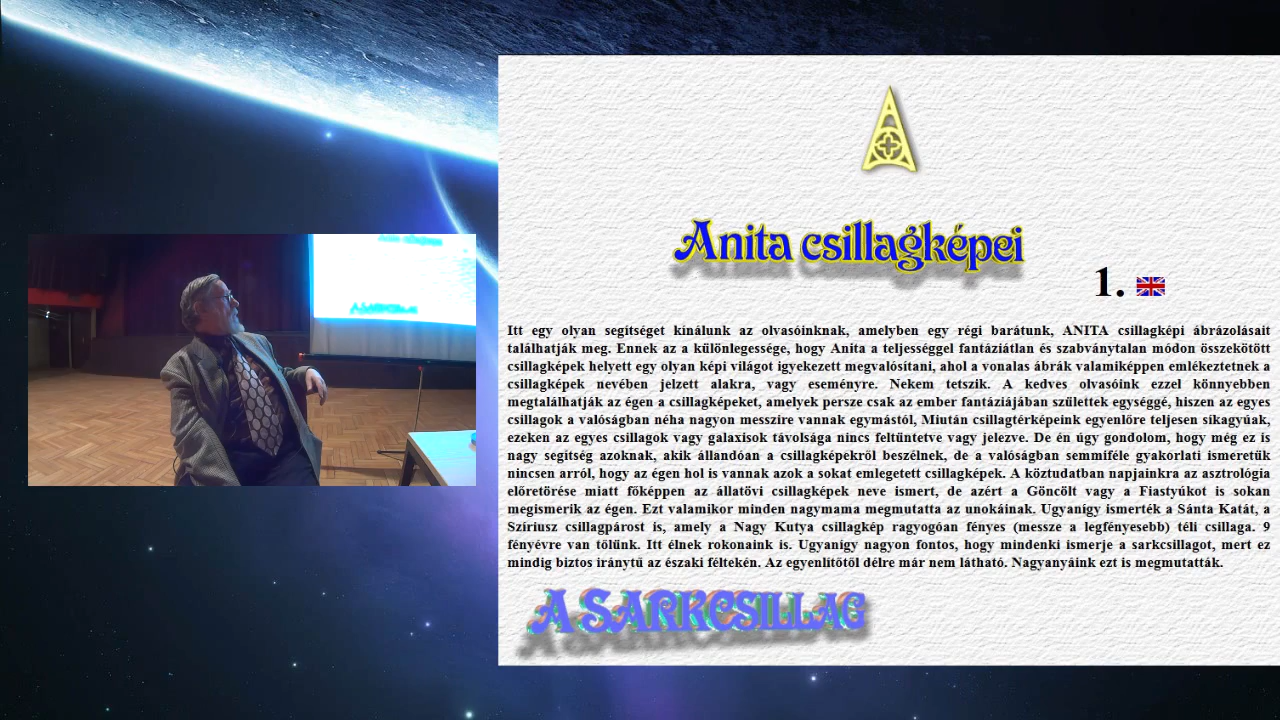 Anita csillagképei
1.
Itt egy olyan segítséget kínálunk az olvasóinknak, amelyben egy régi barátunk, ANITA csillagképi ábrázolásait
találhatják meg. Ennek az a különlegessége, hogy Anita a teljességgel fantáziátlan és szabványtalan módon összekötött
csillagképek helyett egy olyan képi világot igyekezett megvalósítani, ahol a vonalas ábrák valamiképpen emlékeztetnek a
csillagképek nevében jelzett alakra, vagy eseményre. Nekem tetszik. A kedves olvasóink ezzel könnyebben
megtalálhatják az égen a csillagképeket, amelyek persze csak az ember fantáziájában születtek egységgé, hiszen az egyes
csillagok a valóságban néha nagyon messzire vannak egymástól, Miután csillagtérképeink egyenlőre teljesen síkagyúak,
ezeken az egyes csillagok vagy galaxisok távolsága nincs feltüntetve vagy jelezve. De én úgy gondolom, hogy még ez is
nagy segítség azoknak, akik állandóan a csillagképekről beszélnek, de a valóságban semmiféle gyakorlati ismeretük
nincsen arról, hogy az égen hol is vannak azok a sokat emlegetett csillagképek. A köztudatban napjainkra az asztrológia
előretörése miatt főképpen az állatövi csillagképek neve ismert, de azért a Göncölt vagy a Fiastyúkot is sokan
megismerik az égen. Ezt valamikor minden nagymama megmutatta az unokáinak. Ugyanígy ismerték a Sánta Katát, a
Szíriusz csillagpárost is, amely a Nagy Kutya csillagkép ragyogóan fényes (messze a legfényesebb) téli csillaga. 9
fényévre van tőlünk. Itt élnek rokonaink is. Ugyanígy nagyon fontos, hogy mindenki ismerje a sarkcsillagot, mert ez
mindig biztos iránytű az északi féltekén. Az egyenlítőtől délre már nem látható. Nagyanyáink ezt is megmutatták.
A SARKCSILLAG